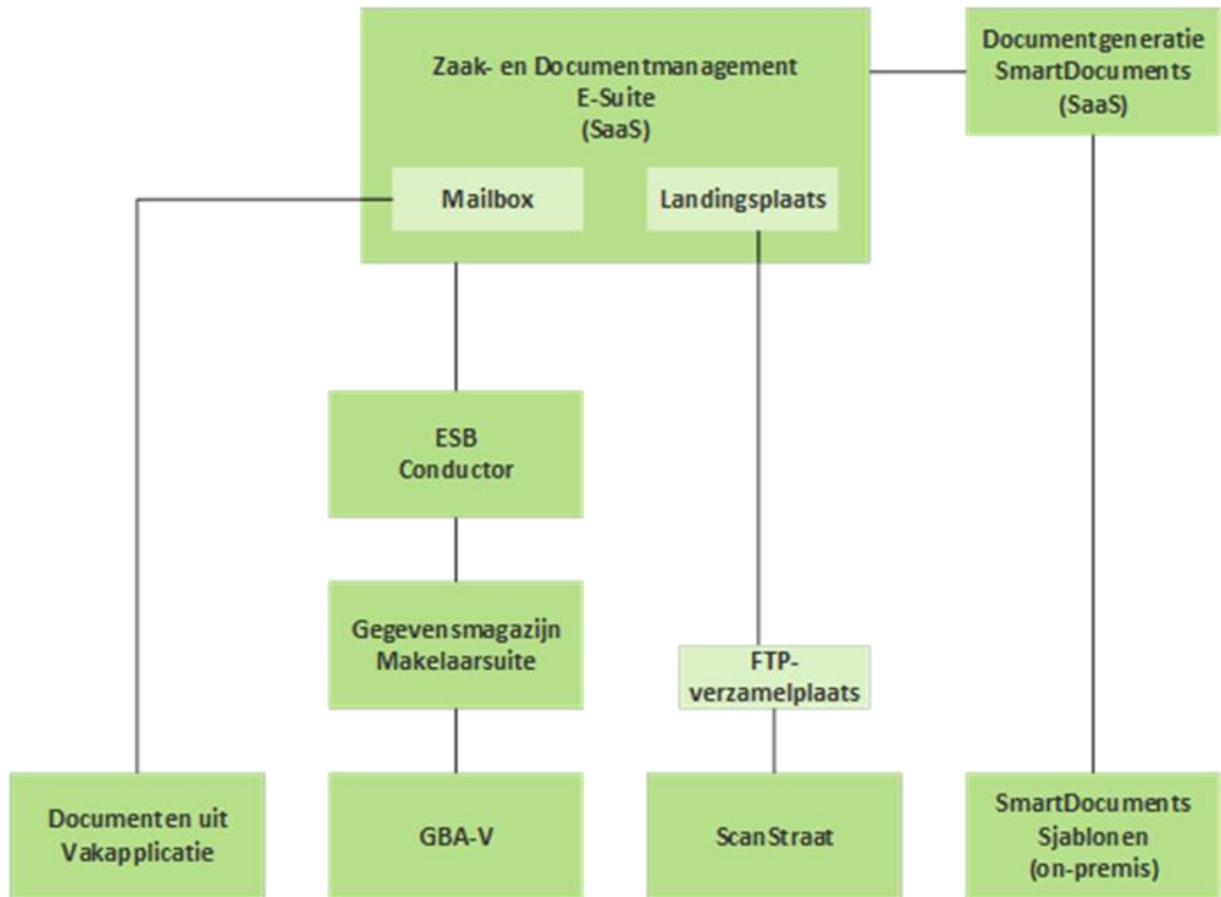 Zaak- en Documentmanagement
E-Suite
(SaaS)
Documentgeneratie
SmartDocuments
(SaaS)
Mailbox
Landingsplaats
ESB
Conductor
Gegevensmagazijn
Makelaarsuite
FTP-
verzamelplaats
Documenten uit
Vakapplicatie
GBA-V
ScanStraat
SmartDocuments
Sjablonen
(on-premis)